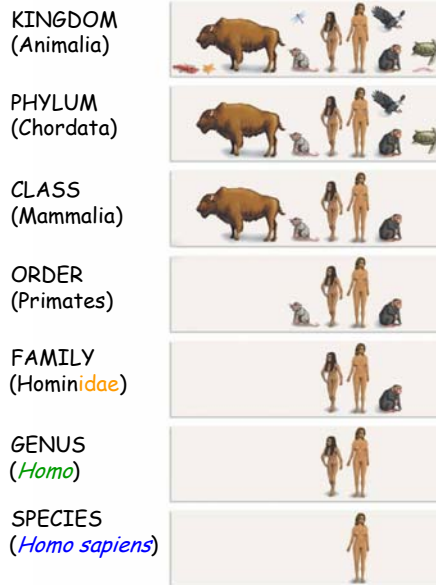 KINGDOM
(Animalia)
PHYLUM
(Chordata)
CLASS
(Mammalia)
ORDER
(Primates)
FAMILY
(Hominidae)
GENUS
(Homo)
SPECIES
(Homo sapiens)